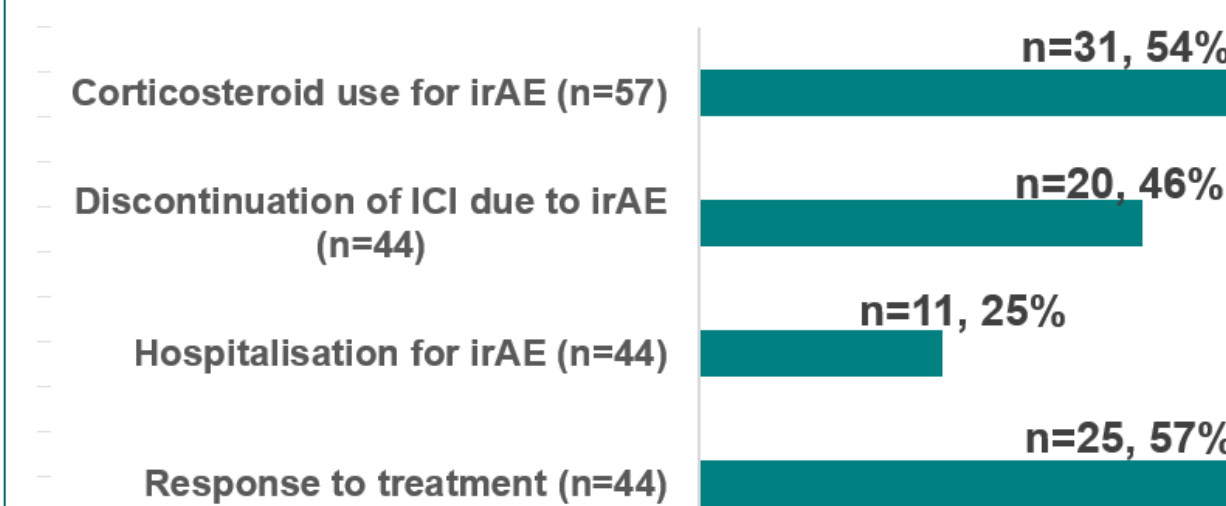 n=31, 54%
Corticosteroid use for irAE (n=57)
n=20, 46%
Discontinuation of ICI due to irAE
(n=44)
n=11, 25%
Hospitalisation for irAE (n=44)
n=25, 57%
Response to treatment (n=44)